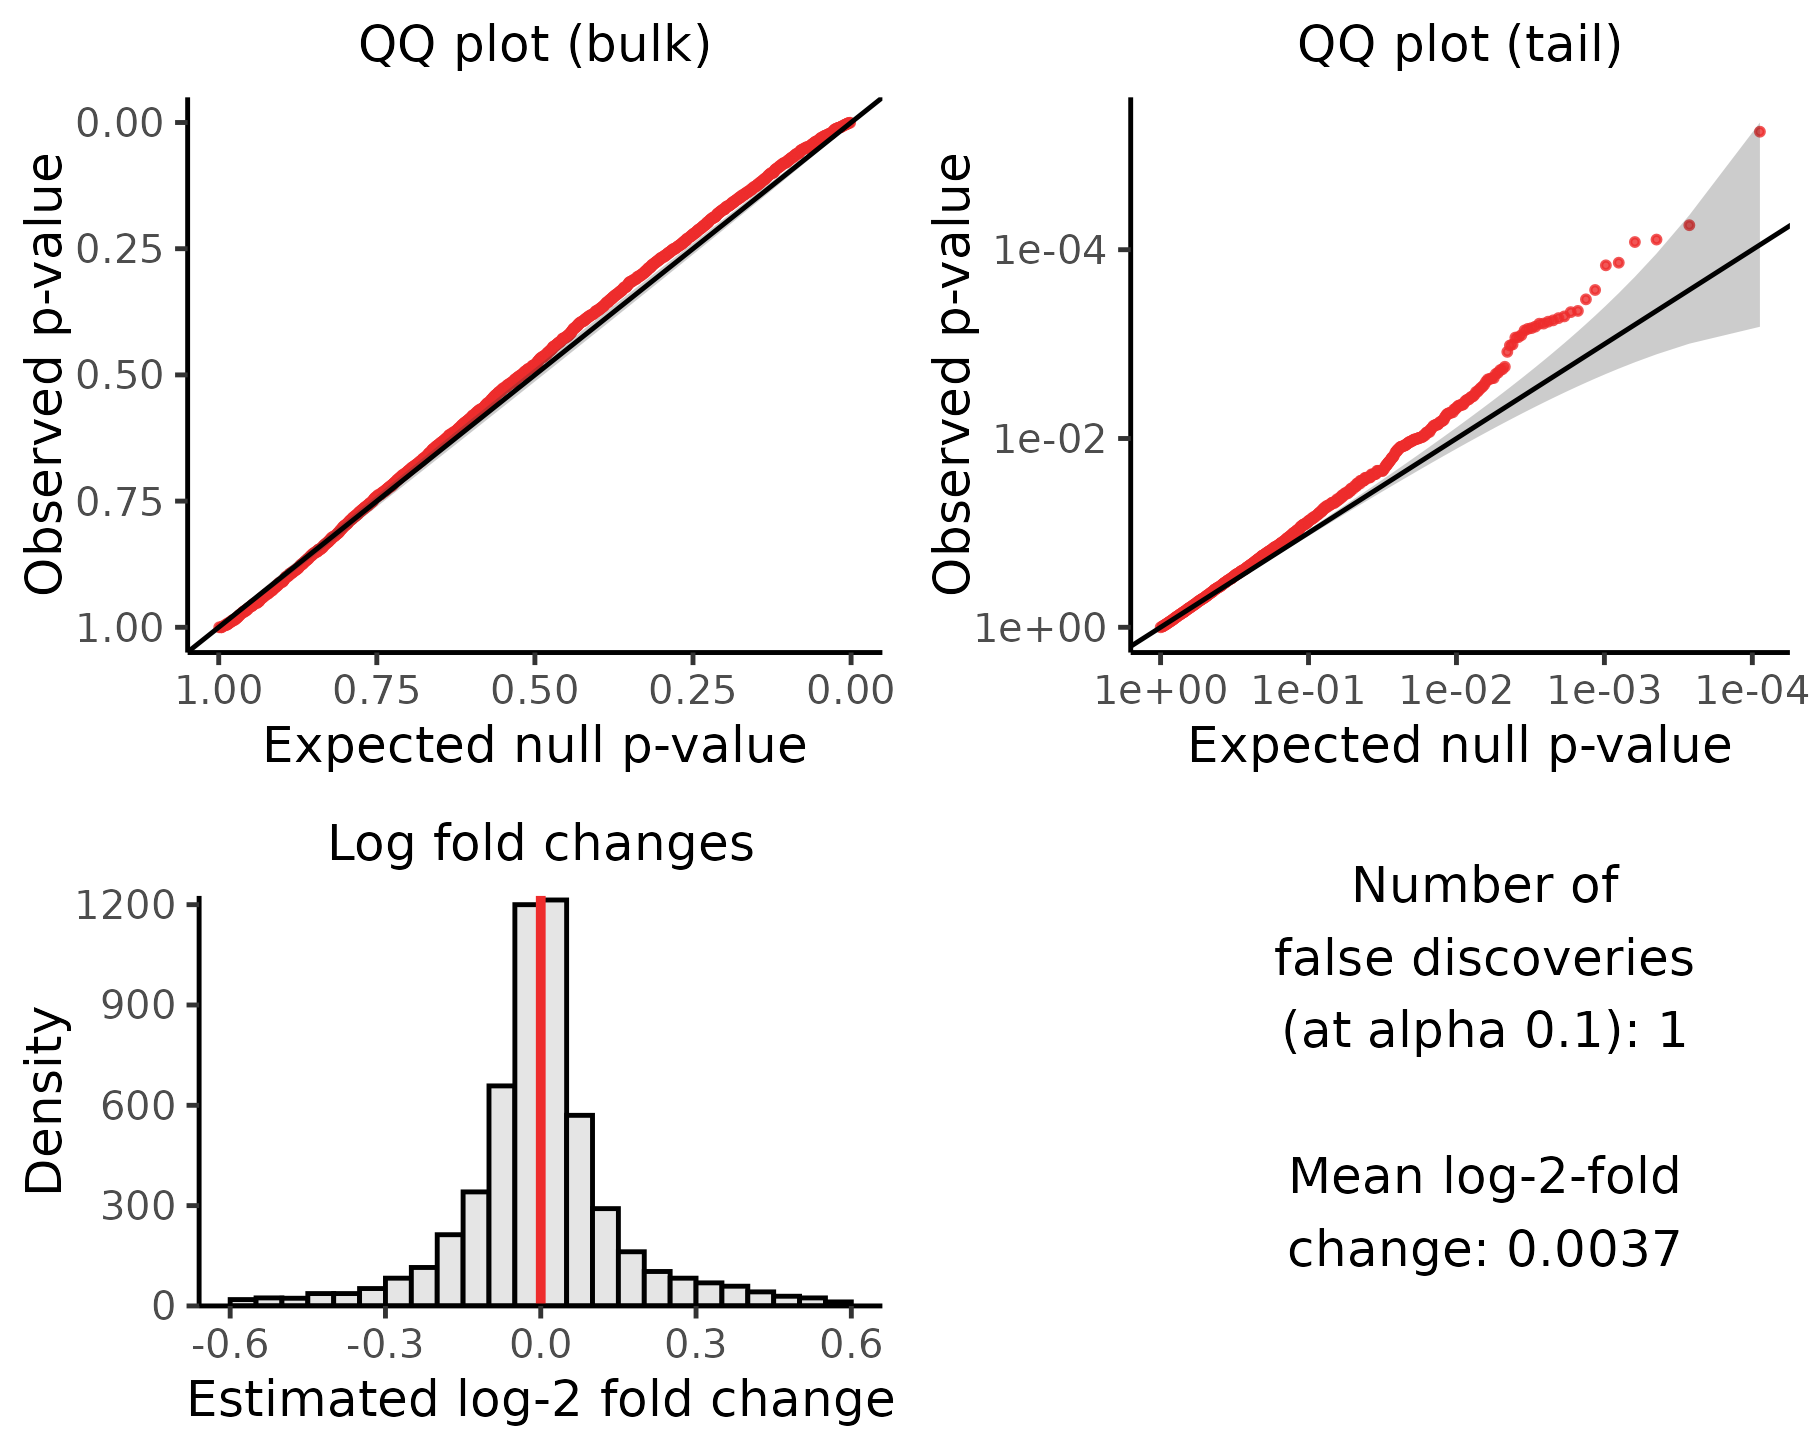 QQ plot (bulk)
Observed p-value
0.00
0.25
0.50
0.75
1.00
1.00 0.75 0.50 0.25 0.00
Expected null p-value
QQ plot (tail)
Observed p-value
1e-04
1e-02
1e+00
1e+00 1e-01 1e-02 1e-03 1e-04
Expected null p-value
Log fold changes
Density
1200
900
600
300
0
-0.6 -0.3 0.0 0.3 0.6
Estimated log-2 fold change
Number of
false discoveries
(at alpha 0.1): 1
Mean log-2-fold
change: 0.0037